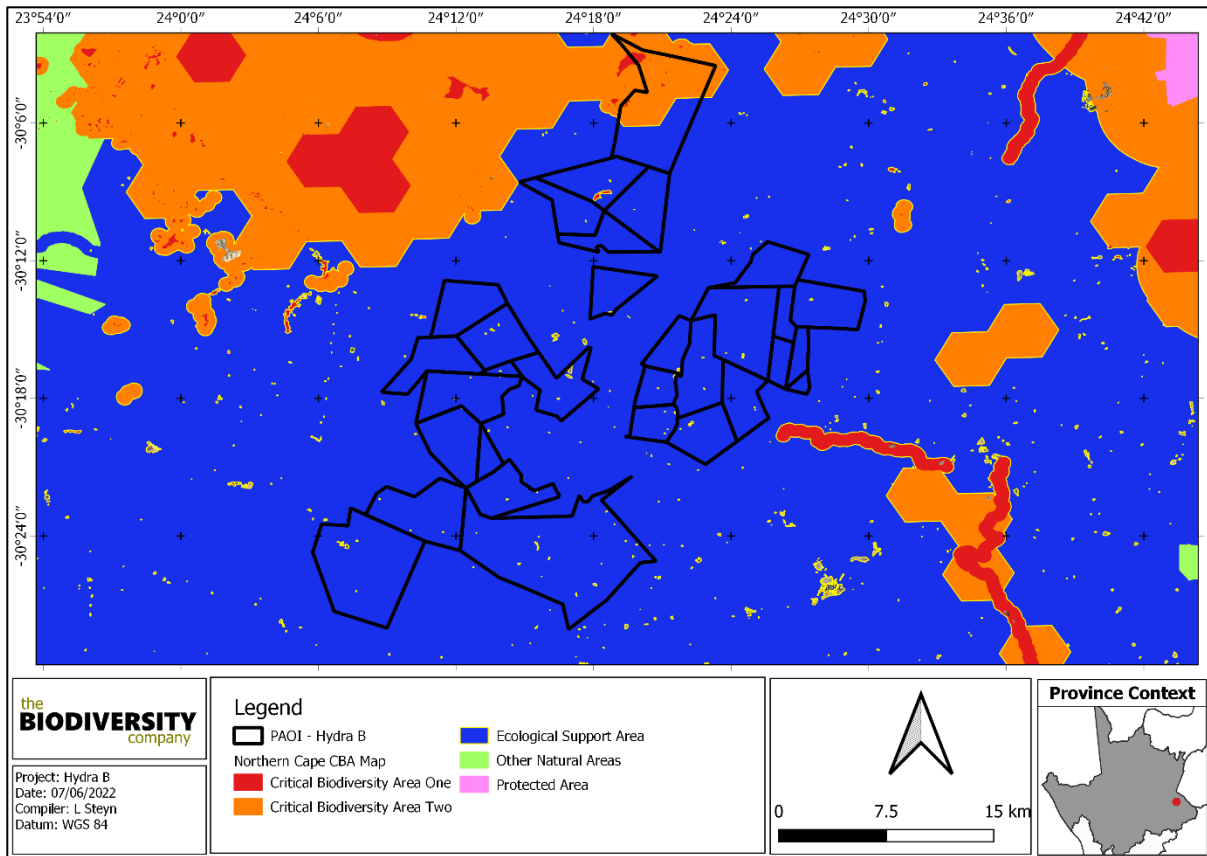 23°54′0″ 24°0′0″ 24°6′0″ 24°12′0″ 24°18′0″ 24°24′0″ 24°30′0″ 24°36′0″ 24°42′0″
-30°6′0″
-30°12′0″
-30°18′0″
-30°24′0″
the
BIODIVERSITY
company
Project: Hydra B
Date: 07/06/2022
Compiler: L Steyn
Datum: WGS 84
Legend
PAOI - Hydra B
Northern Cape CBA Map
Critical Biodiversity Area One
Critical Biodiversity Area Two
Ecological Support Area
Other Natural Areas
Protected Area
0 7.5 15 km
Province Context